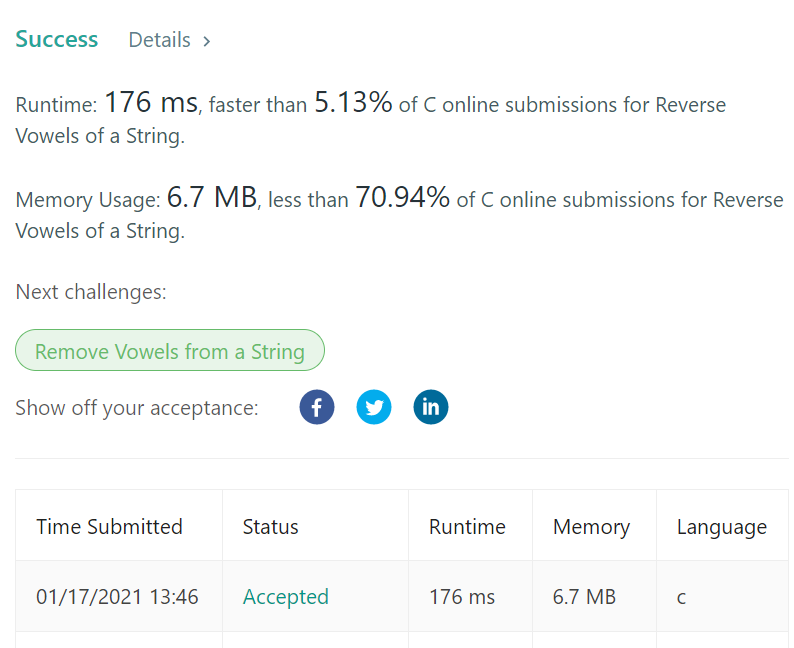 Success Details >
Runtime: 176 ms, faster than 5.13% of C online submissions for Reverse
Vowels of a String.
Memory Usage: 6.7 MB, less than 70.94% of C online submissions for Reverse
Vowels of a String.
Next challenges:
Remove Vowels from a String
Show off your acceptance:
Time Submitted Status Runtime Memory Language
01/17/2021 13:46 Accepted 176 ms 6.7 MB c